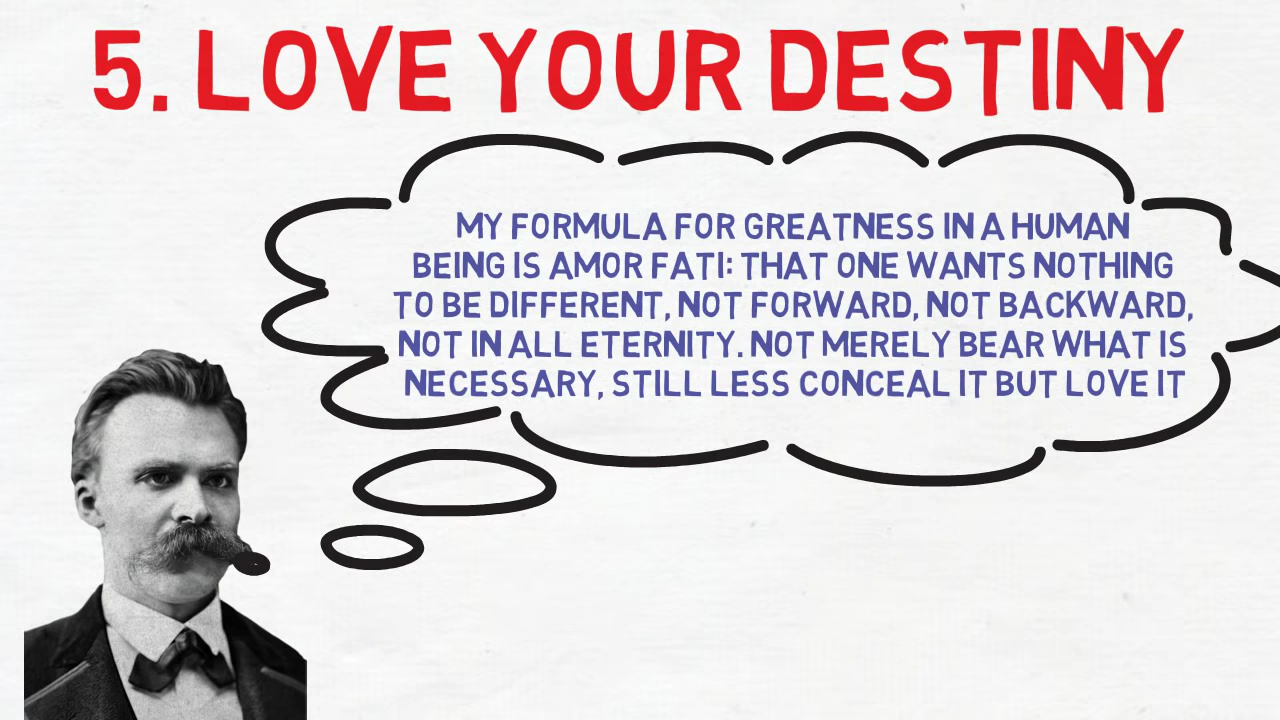 5. LOVE YOUR DESTINY
MY FORMULA FOR GREATNESS IN A HUMAN
BEING IS AMOR FATI: THAT ONE WANTS NOTHING
TO BE DIFFERENT, NOT FORWARD, NOT BACKWARD,
NOT IN ALL ETERNITY. NOT MERELY BEAR WHAT IS
NECESSARY, STILL LESS CONCEAL IT BUT LOVE IT